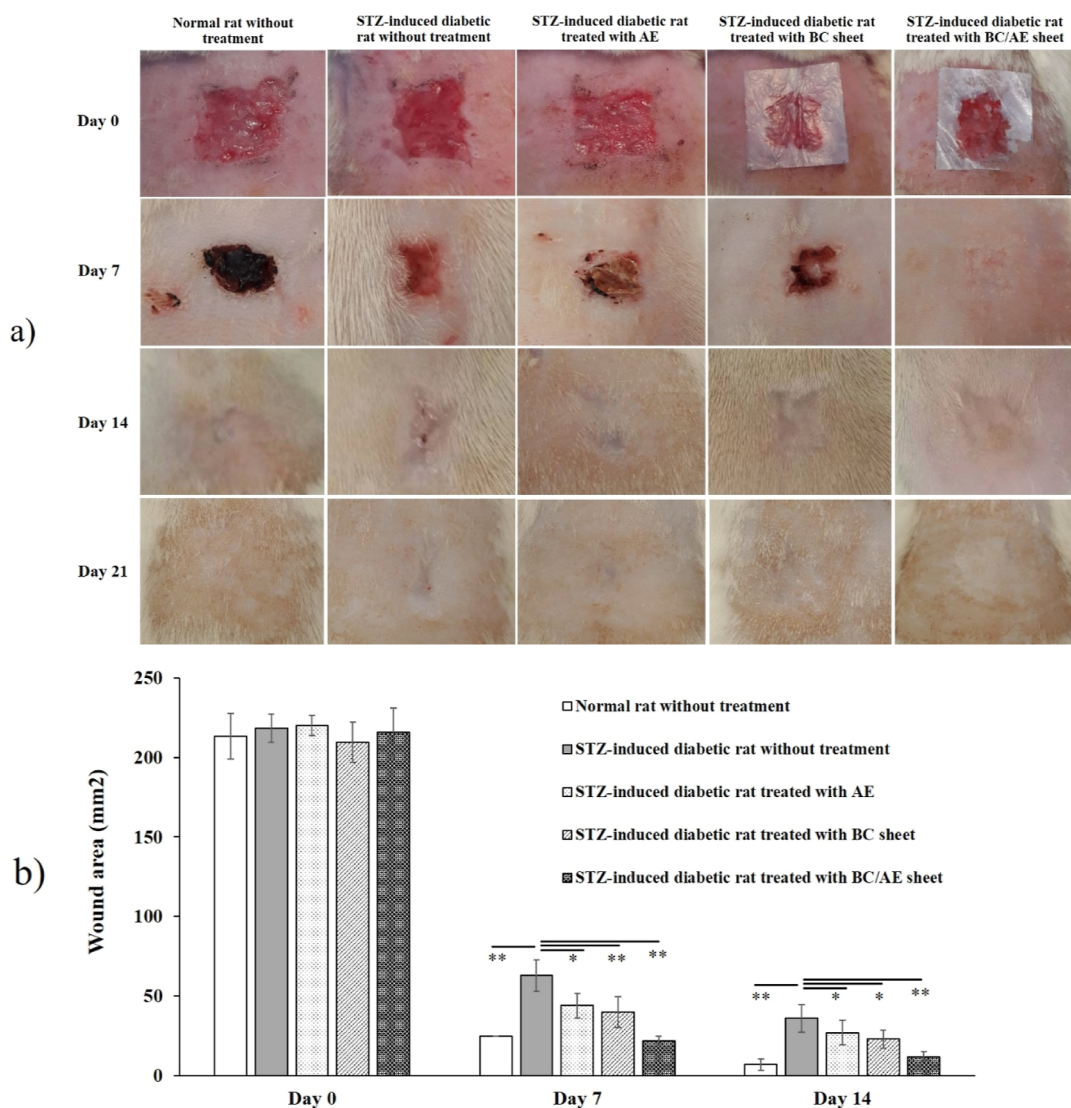 Normal rat without
treatment
STZ-induced diabetic
rat without treatment
STZ-induced diabetic rat
treated with AE
STZ-induced diabetic rat
treated with BC sheet
STZ-induced diabetic rat
treated with BC/AE sheet
Day 0
Day 7
a)
Day 14
Day 21
250
200
150
100
50
0
Wound area (mm2)
b)
Normal rat without treatment
STZ-induced diabetic rat without treatment
STZ-induced diabetic rat treated with AE
STZ-induced diabetic rat treated with BC sheet
STZ-induced diabetic rat treated with BC/AE sheet
** * ** **
** * * **
Day 0
Day 7
Day 14